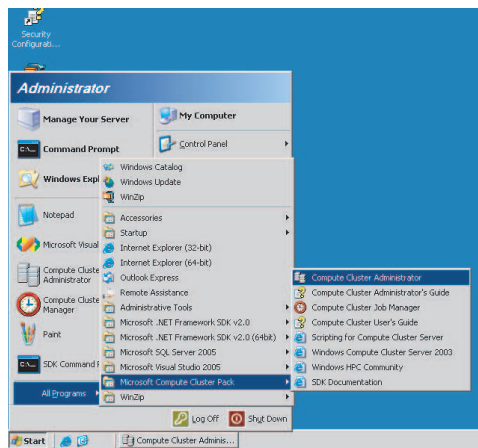 Security
Configurati...
Administrator
Manage Your Server
Command Prompt
Windows Expl
Notepad
Microsoft Visual
Compute Cluste
Administrator
Compute Cluste
Manager
Paint
SDK Command
All Programs
My Computer
Control Panel
Windows Catalog
Windows Update
WinZip
Accessories
Startup
Internet Explorer (32-bit)
Internet Explorer (64-bit)
Outlook Express
Remote Assistance
Administrative Tools
Microsoft .NET Framework SDK v2.0
Microsoft .NET Framework SDK v2.0 (64bit)
Microsoft SQL Server 2005
Microsoft Visual Studio 2005
Microsoft Compute Cluster Pack
WinZip
Compute Cluster Administrator
Compute Cluster Administrator's Guide
Compute Cluster Job Manager
Compute Cluster User's Guide
Scripting for Compute Cluster Server
Windows Compute Cluster Server 2003
Windows HPC Community
SDK Documentation
Log Off
Shut Down
Start
Compute Cluster Adminis...